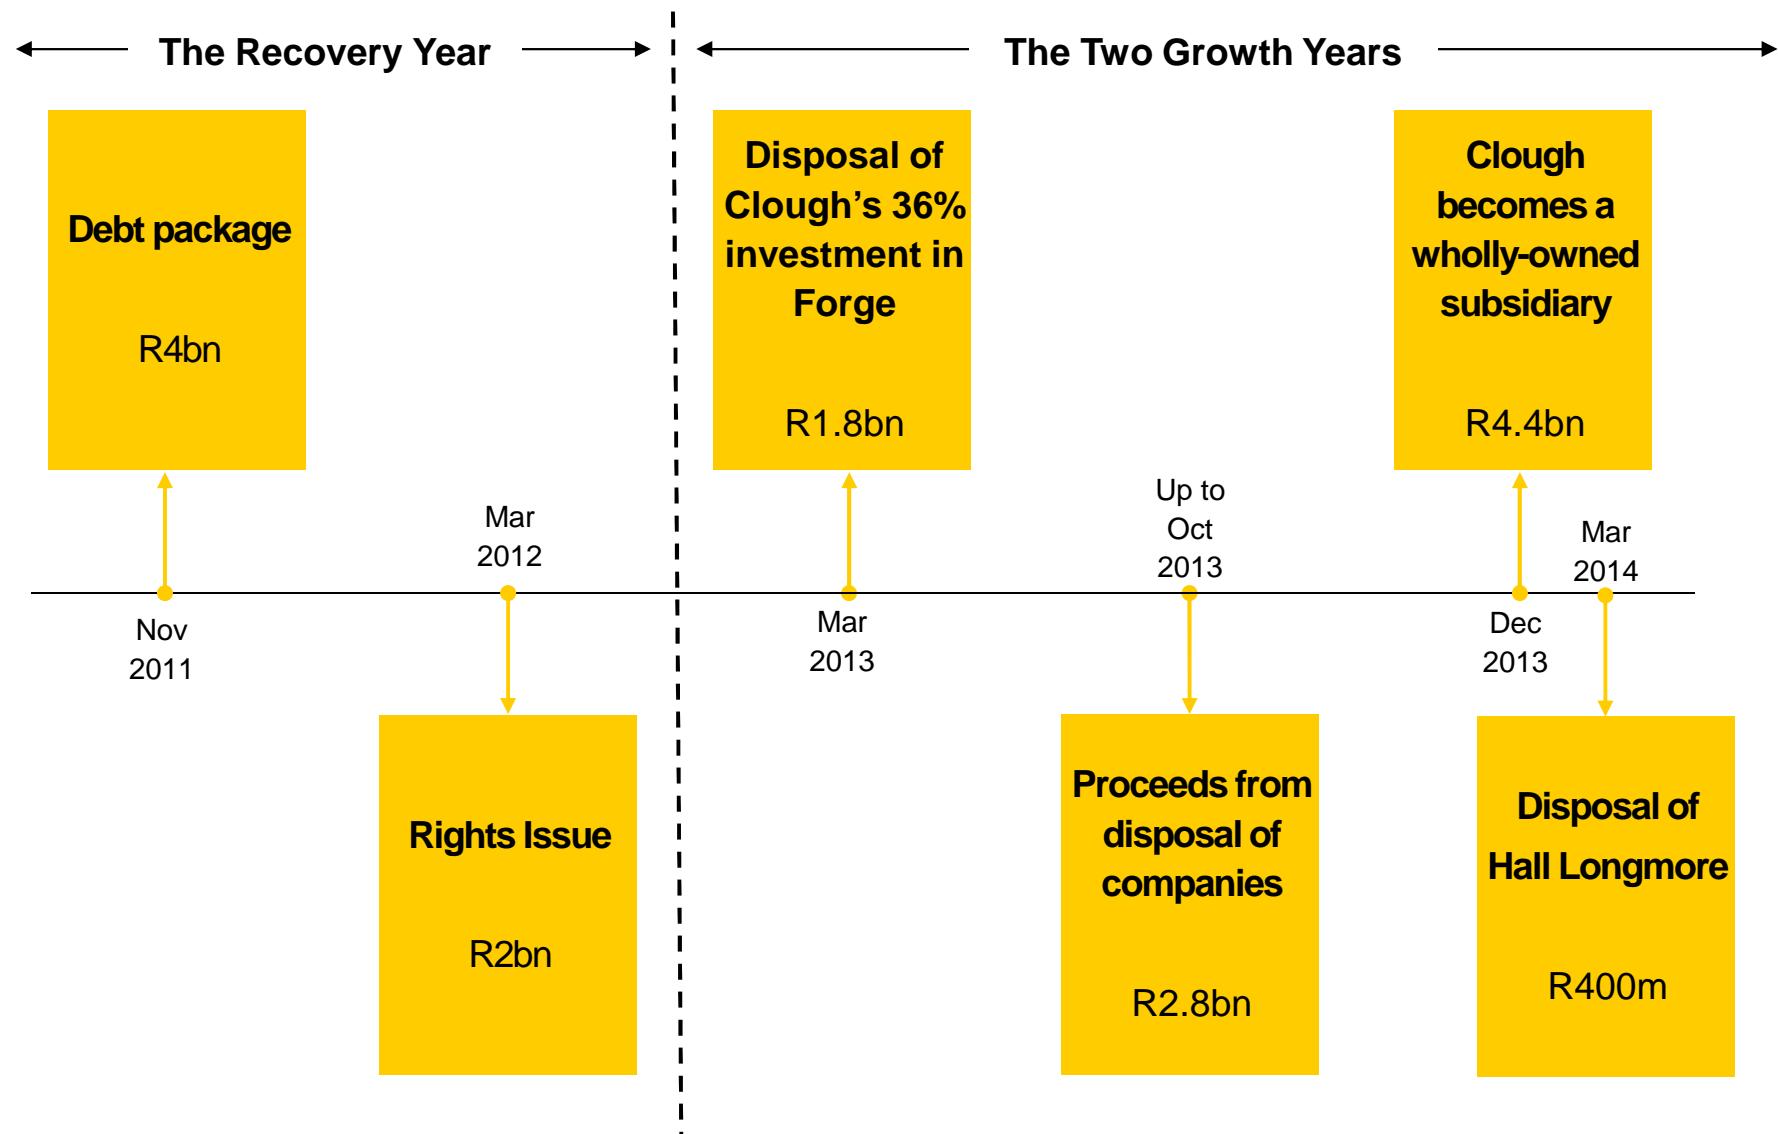 The Recovery Year
The Two Growth Years
Debt package
R4bn
Disposal of
Clough’s 36%
investment in
Forge
R1.8bn
Clough
becomes a
wholly-owned
subsidiary
R4.4bn
Nov
2011
Mar
2012
Mar
2013
Up to
Oct
2013
Dec
2013
Mar
2014
Rights Issue
R2bn
Proceeds from
disposal of
companies
R2.8bn
Disposal of
Hall Longmore
R400m